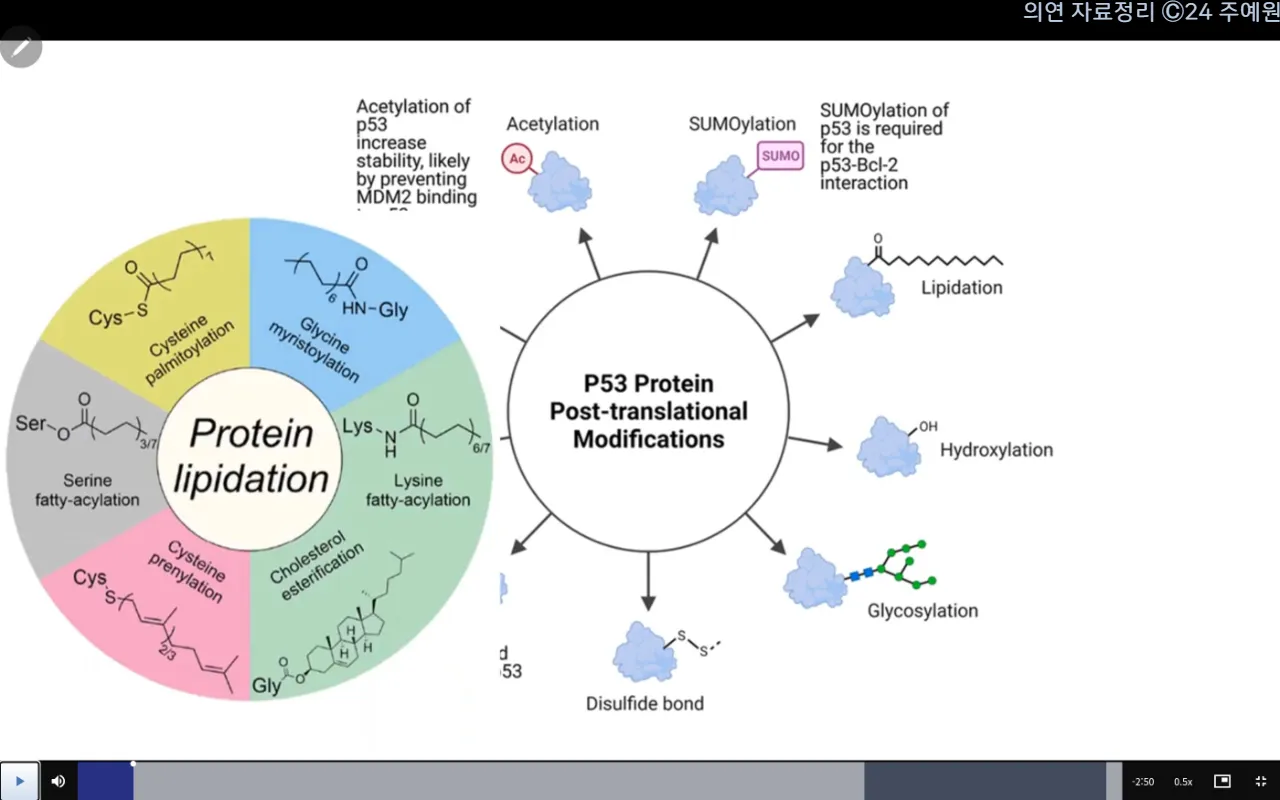 의연 자료정리 Ⓒ24 주예원
Acetylation of
p53
increase
stability, likely
by preventing
MDM2 binding
Acetylation
Ac
SUMOylation
SUMO
SUMOylation of
p53 is required
for the
p53-Bcl-2
interaction
O
Lipidation
OH
Hydroxylation
Glycosylation
S
S
Disulfide bond
P53 Protein
Post-translational
Modifications
Protein
lipidation
O
7
Cys-S
Cysteine
palmitoylation
O
6
HN-Gly
Glycine
myristoylation
O
Lys
N
H
6/7
Lysine
fatty-acylation
Cholesterol
esterification
H
H
H
O
O
Gly
Cysteine
prenylation
Cys
S
2/3
O
Ser
O
3/7
Serine
fatty-acylation
d
53
-2:50
0.5x